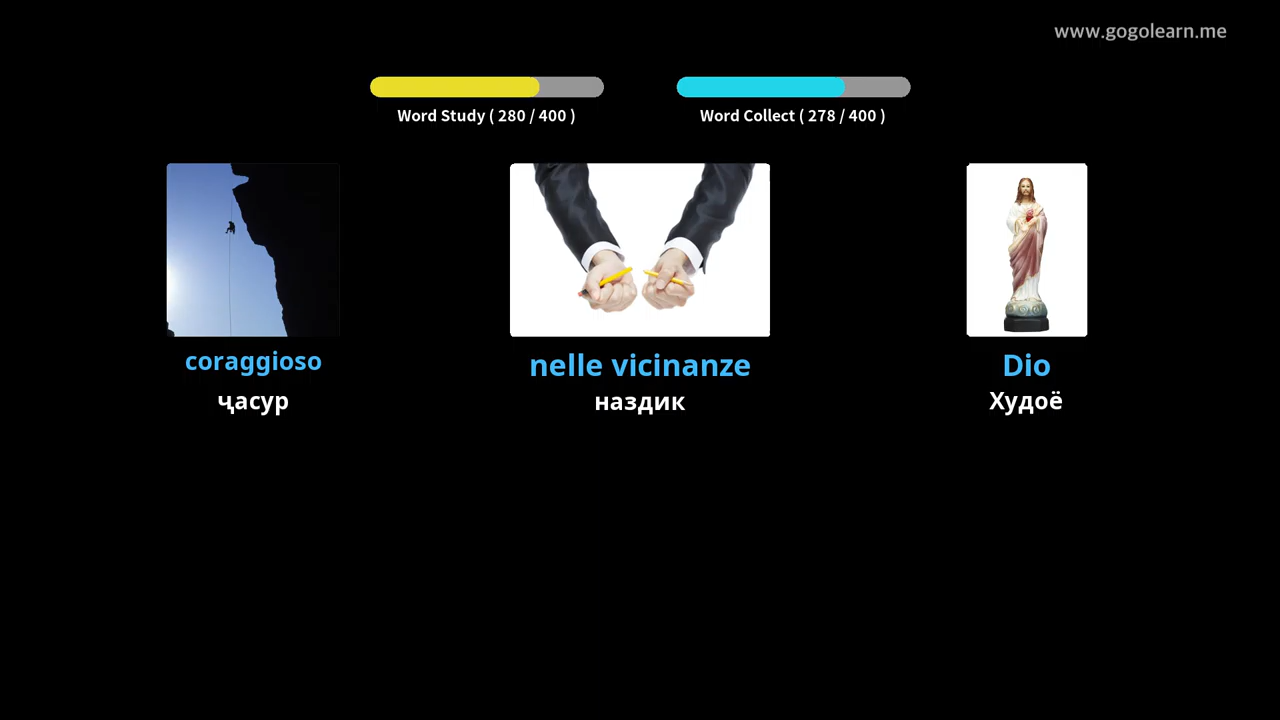 www.gogolearn.me
Word Study ( 280 / 400 )
Word Collect ( 278 / 400 )
coraggioso
ҷасур
nelle vicinanze
наздик
Dio
Худоё